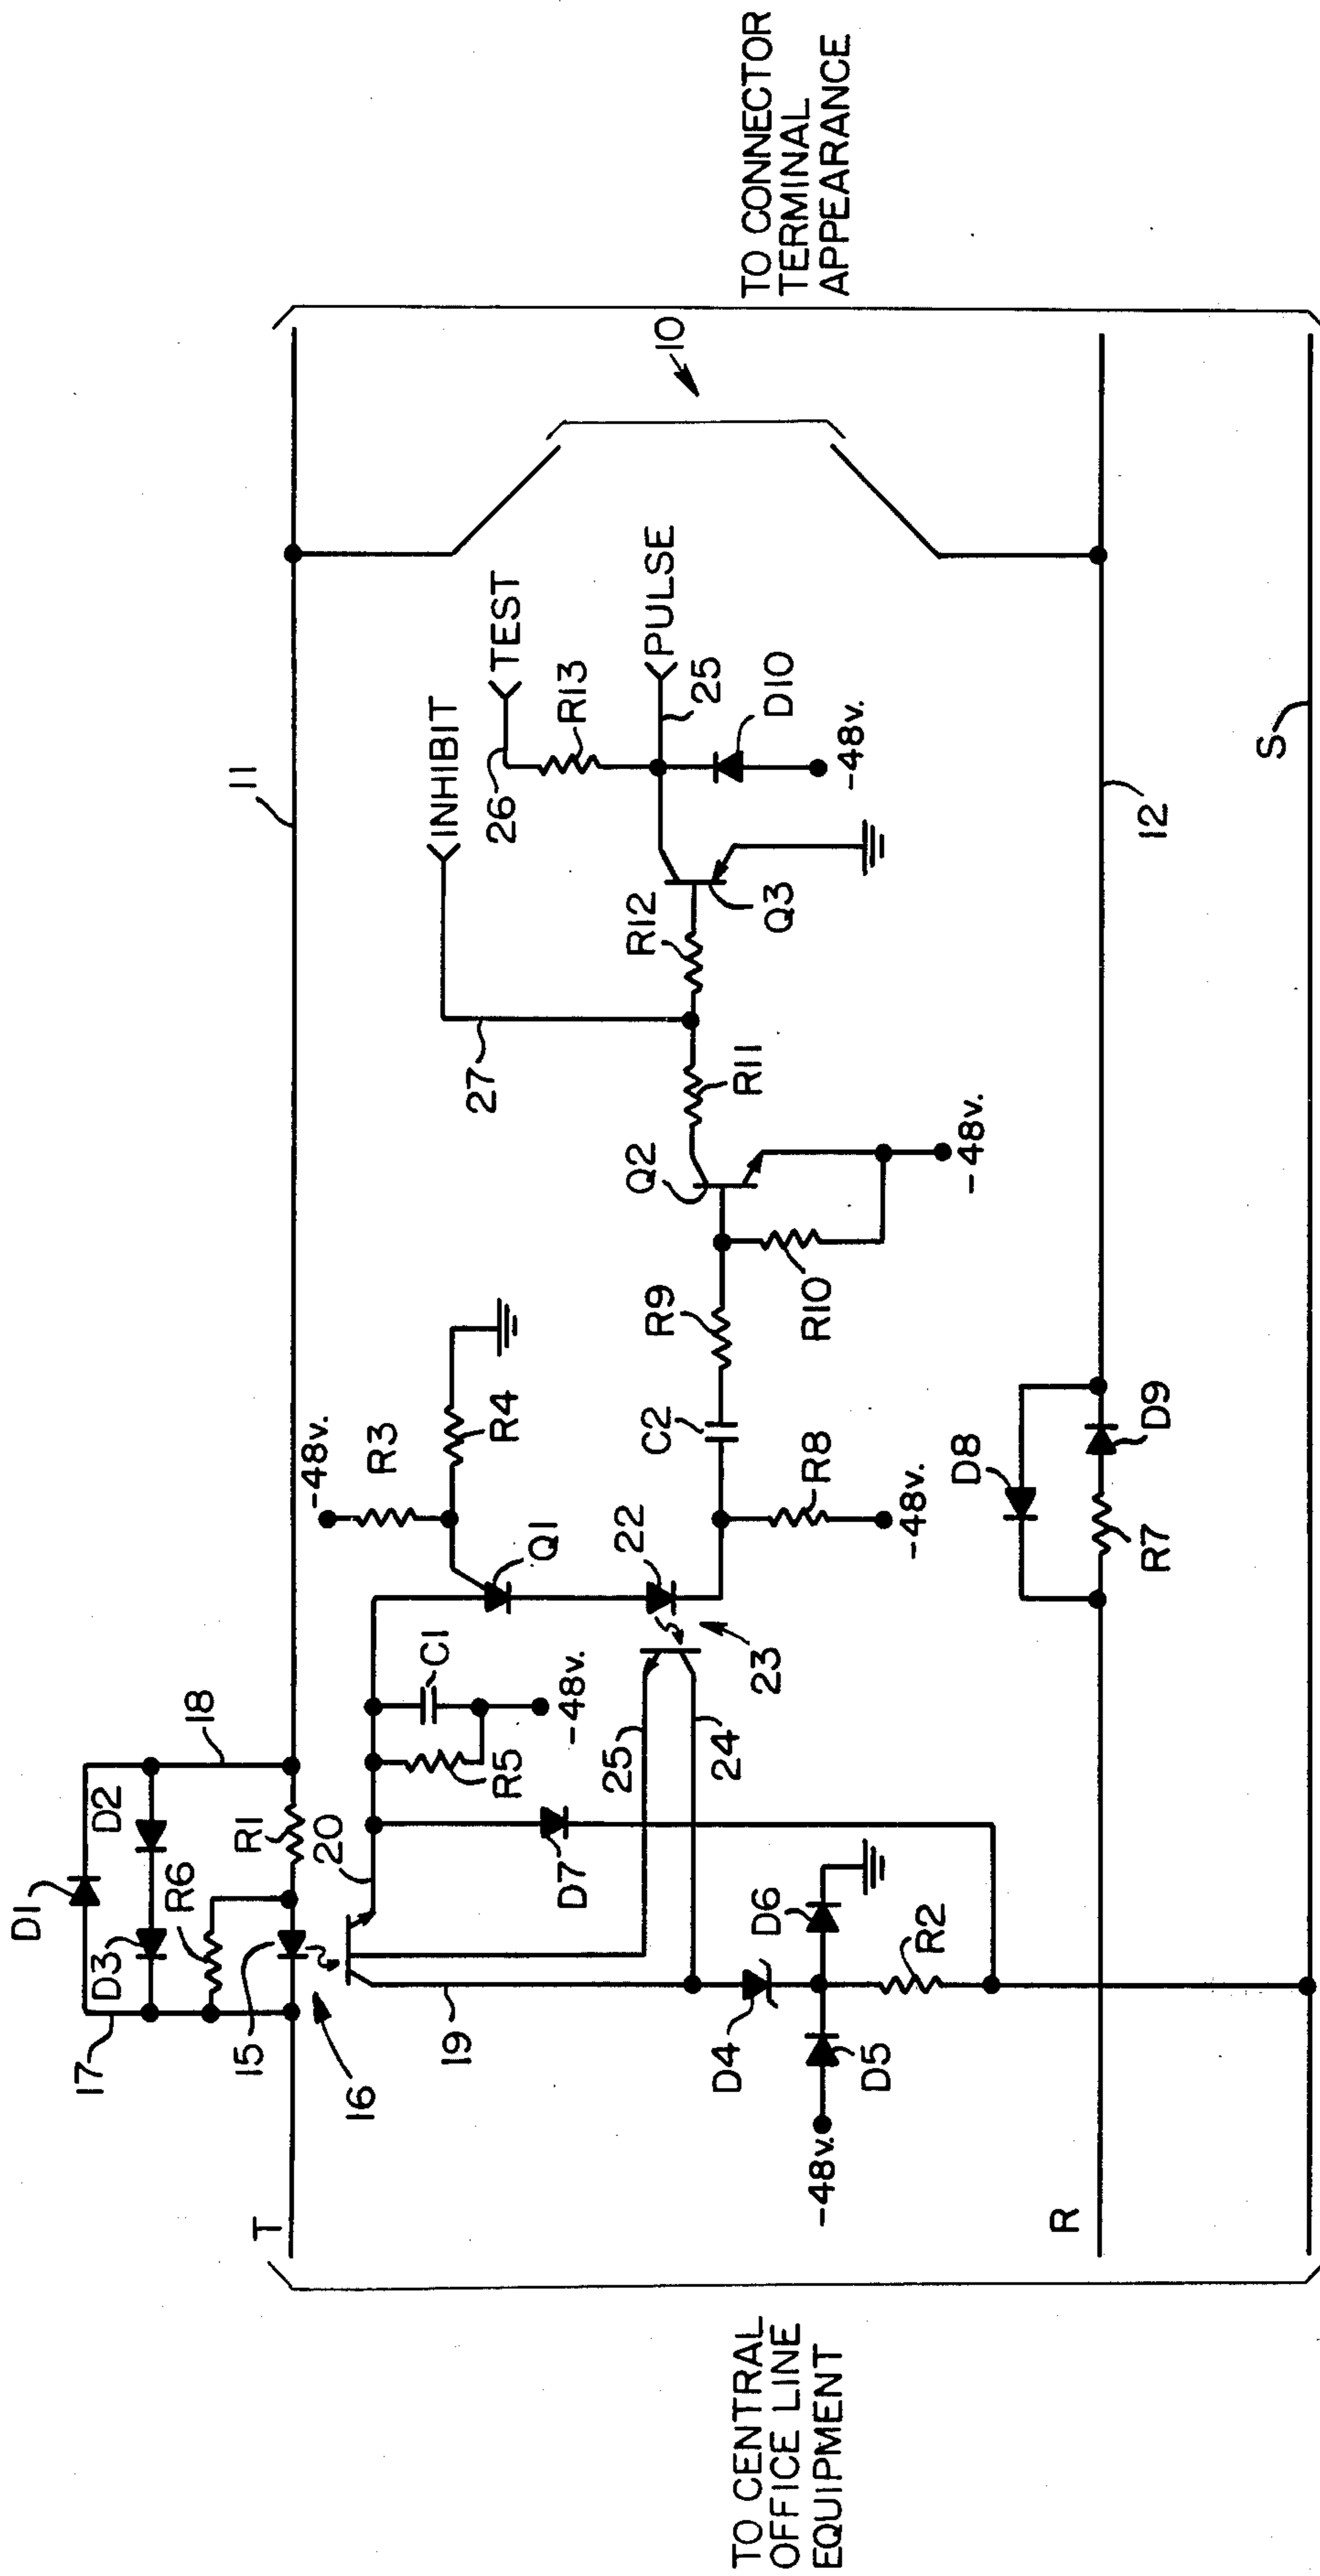 TO CENTRAL
OFFICE LINE
EQUIPMENT
TO CONNECTOR
TERMINAL
APPEARANCE
T
R
S
10
11
12
D1
D2
D3
17
18
R6
R1
15
16
20
19
D7
R5
C1
-48v.
-48v.
R3
R4
Q1
22
23
25
24
D4
D5
D6
R2
-48v.
C2
R8
-48v.
R9
R10
Q2
-48v.
R11
27
INHIBIT
R12
Q3
26
TEST
R13
PULSE
25
D10
-48v.
D8
D9
R7